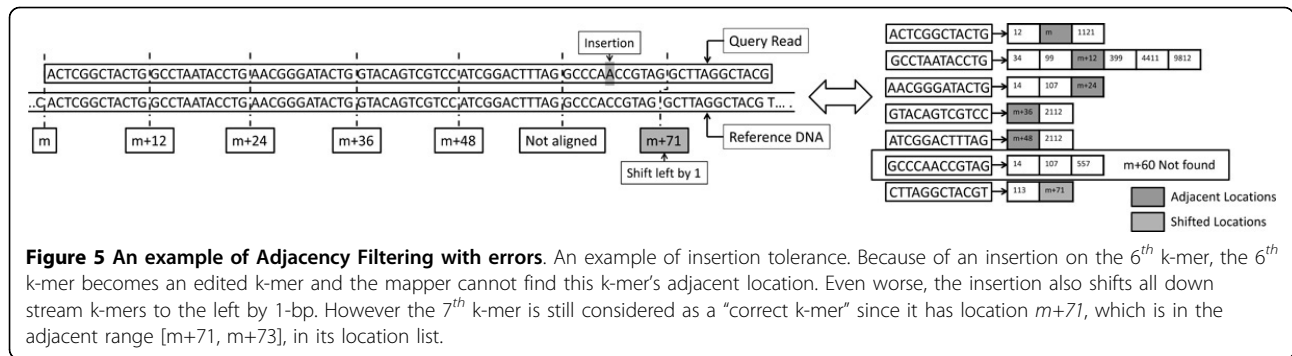 Insertion
Query Read
ACTCGGCTACTG GCCTAATACCTG AACGGGATACTG GTACAGTCGTCC ATCGGACTTTAG GCCCAACCGTAG GCTTAGGCTACG
..CACTCGGCTACTG GCCTAATACCTG AACGGGATACTG GTACAGTCGTCC ATCGGACTTTAG GCCCACCGTAG GCTTAGGCTACG T... .
m m+12 m+24 m+36 m+48 Not aligned m+71
Reference DNA
Shift left by 1
ACTCGGCTACTG 12 m 1121
GCCTAATACCTG 34 99 m+12 399 4411 9812
AACGGGATACTG 14 107 m+24
GTACAGTCGTCC m+36 2112
ATCGGACTTTAG m+48 2112
GCCCAACCGTAG 14 107 557 m+60 Not found
CTTAGGCTACGT 113 m+71
Adjacent Locations
Shifted Locations
Figure 5 An example of Adjacency Filtering with errors. An example of insertion tolerance. Because of an insertion on the 6th k-mer, the 6th
k-mer becomes an edited k-mer and the mapper cannot find this k-mer's adjacent location. Even worse, the insertion also shifts all down
stream k-mers to the left by 1-bp. However the 7th k-mer is still considered as a "correct k-mer" since it has location m+71, which is in the
adjacent range [m+71, m+73], in its location list.